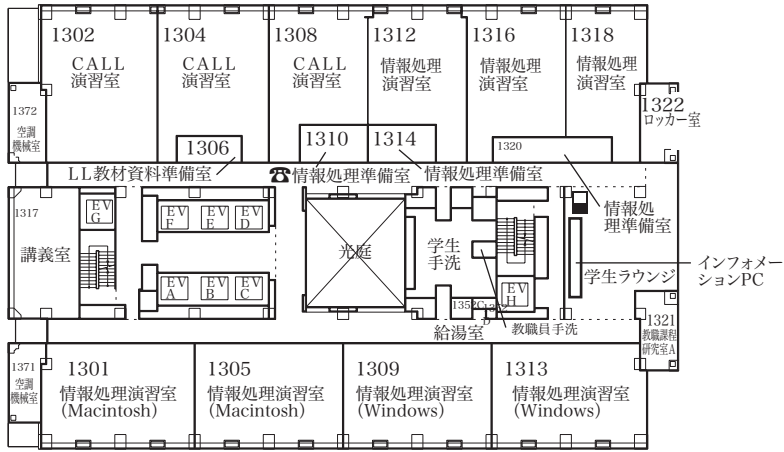 1302
CALL
演習室
1304
CALL
演習室
1308
CALL
演習室
1312
情報処理
演習室
1316
情報処理
演習室
1318
情報処理
演習室
1372
空調
機械室
1306
1310
1314
1320
1322
ロッカー室
LL教材資料準備室
☎情報処理準備室
情報処理準備室
1317
講義室
EV
G
EV
F
EV
E
EV
D
EV
A
EV
B
EV
C
光庭
学生
手洗
EV
H
情報処
理準備室
学生ラウンジ
インフォメー
ションPC
1352C
D
給湯室
教職員手洗
1321
教職課程
研究室A
1371
空調
機械室
1301
情報処理演習室
(Macintosh)
1305
情報処理演習室
(Macintosh)
1309
情報処理演習室
(Windows)
1313
情報処理演習室
(Windows)